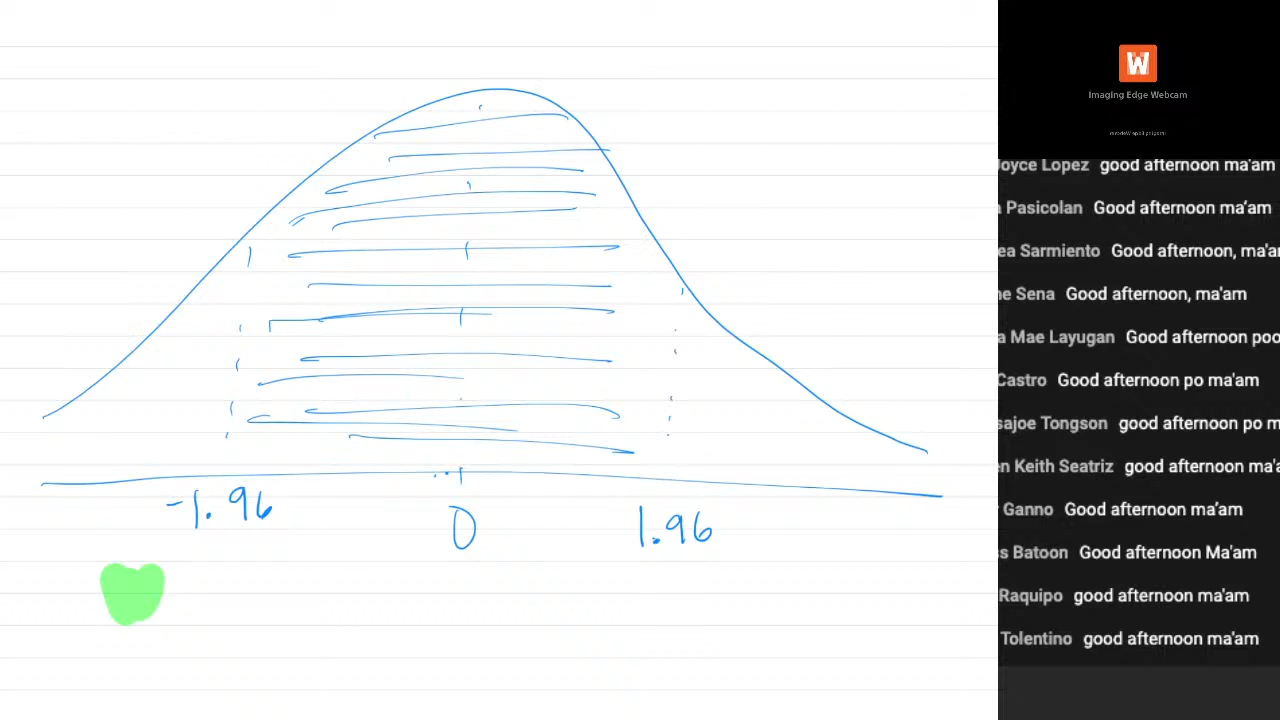 -1.96
0
1.96
W
Imaging Edge Webcam
Joyce Lopez good afternoon ma'am
Pasicolan Good afternoon ma'am
Sarmiento Good afternoon, ma'am
Sena Good afternoon, ma'am
Mae Layugan Good afternoon poo
Castro Good afternoon po ma'am
Tongson good afternoon po
Keith Seatriz good afternoon
Ganno Good afternoon ma'am
Batoon Good afternoon Ma'am
Raquipo good afternoon ma'am
Tolentino good afternoon ma'am